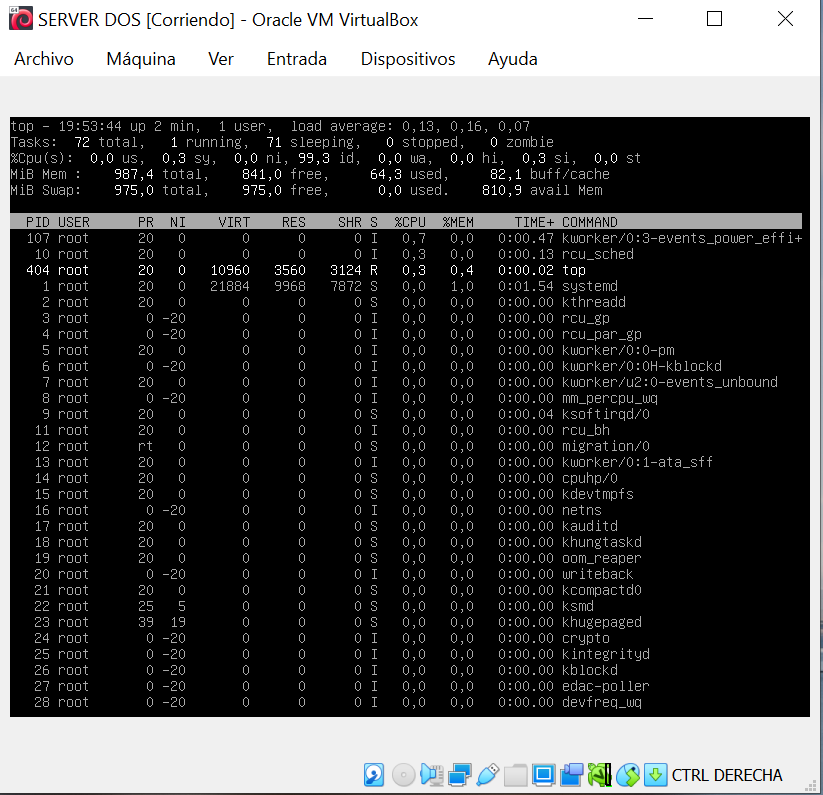 SERVER DOS [Corriendo] - Oracle VM VirtualBox
Archivo Máquina Ver Entrada Dispositivos Ayuda
top - 19:53:44 up 2 min, 1 user, load average: 0,13, 0,16, 0,07
Tasks: 72 total, 1 running, 71 sleeping, 0 stopped, 0 zombie
%Cpu(s): 0,0 us, 0,3 sy, 0,0 ni, 99,3 id, 0,0 wa, 0,0 hi, 0,3 si, 0,0 st
MiB Mem : 987,4 total, 841,0 free, 64,3 used, 82,1 buff/cache
MiB Swap: 975,0 total, 975,0 free, 0,0 used. 810,9 avail Mem
PID USER PR NI VIRT RES SHR S %CPU %MEM TIME+ COMMAND
107 root 20 0 0 0 0 I 0,7 0,0 0:00.47 kworker/0:3-events_power_effi+
10 root 20 0 0 0 0 I 0,3 0,0 0:00.13 rcu_sched
404 root 20 0 10960 3560 3124 R 0,3 0,4 0:00.02 top
1 root 20 0 21884 9968 7872 S 0,0 1,0 0:01.54 systemd
2 root 20 0 0 0 0 S 0,0 0,0 0:00.00 kthreadd
3 root 0 -20 0 0 0 I 0,0 0,0 0:00.00 rcu_gp
4 root 0 -20 0 0 0 I 0,0 0,0 0:00.00 rcu_par_gp
5 root 20 0 0 0 0 I 0,0 0,0 0:00.00 kworker/0:0-pm
6 root 0 -20 0 0 0 I 0,0 0,0 0:00.00 kworker/0:0H-kblockd
7 root 20 0 0 0 0 I 0,0 0,0 0:00.00 kworker/u2:0-events_unbound
8 root 0 -20 0 0 0 I 0,0 0,0 0:00.00 mm_percpu_wq
9 root 20 0 0 0 0 S 0,0 0,0 0:00.04 ksoftirqd/0
11 root 20 0 0 0 0 I 0,0 0,0 0:00.00 rcu_bh
12 root rt 0 0 0 0 S 0,0 0,0 0:00.00 migration/0
13 root 20 0 0 0 0 I 0,0 0,0 0:00.00 kworker/0:1-ata_sff
14 root 20 0 0 0 0 S 0,0 0,0 0:00.00 cpuhp/0
15 root 20 0 0 0 0 S 0,0 0,0 0:00.00 kdevtmpfs
16 root 0 -20 0 0 0 I 0,0 0,0 0:00.00 netns
17 root 20 0 0 0 0 S 0,0 0,0 0:00.00 kauditd
18 root 20 0 0 0 0 S 0,0 0,0 0:00.00 khungtaskd
19 root 20 0 0 0 0 S 0,0 0,0 0:00.00 oom_reaper
20 root 0 -20 0 0 0 I 0,0 0,0 0:00.00 writeback
21 root 20 0 0 0 0 S 0,0 0,0 0:00.00 kcompactd0
22 root 25 5 0 0 0 S 0,0 0,0 0:00.00 ksmd
23 root 39 19 0 0 0 S 0,0 0,0 0:00.00 khugepaged
24 root 0 -20 0 0 0 I 0,0 0,0 0:00.00 crypto
25 root 0 -20 0 0 0 I 0,0 0,0 0:00.00 kintegrityd
26 root 0 -20 0 0 0 I 0,0 0,0 0:00.00 kblockd
27 root 0 -20 0 0 0 I 0,0 0,0 0:00.00 edac-poller
28 root 0 -20 0 0 0 I 0,0 0,0 0:00.00 devfreq_wq
CTRL DERECHA